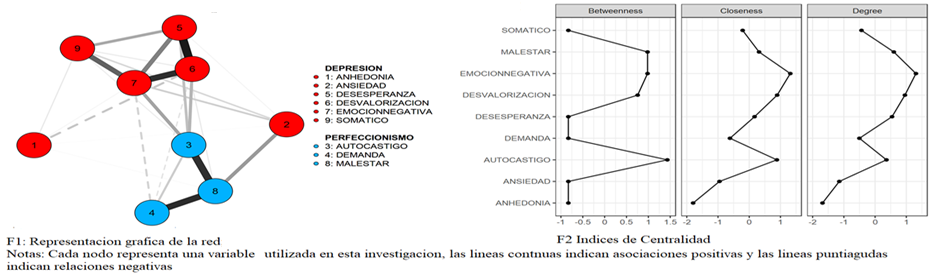 5
9
6
7
2
1
3
8
4
DEPRESION
1: ANHEDONIA
2: ANSIEDAD
5: DESESPERANZA
6: DESVALORIZACION
7: EMOCIONNEGATIVA
9: SOMATICO
PERFECCIONISMO
3: AUTOCASTIGO
4: DEMANDA
8: MALESTAR
Betweenness Closeness Degree
SOMATICO
MALESTAR
EMOCIONNEGATIVA
DESVALORIZACION
DESESPERANZA
DEMANDA
AUTOCASTIGO
ANSIEDAD
ANHEDONIA
-1 -0.5 0 0.5 1 1.5 -2 -1 0 1 -1 0 1
F1: Representacion grafica de la red
F2 Indices de Centralidad
Notas: Cada nodo representa una variable utilizada en esta investigacion, las lineas contnuas indican asociaciones positivas y las lineas puntiagudas
indican relaciones negativas